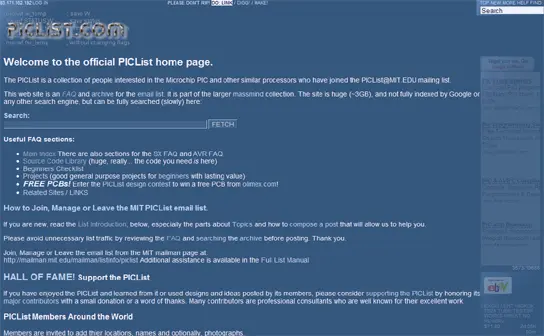 LOG IN
PLEASE DON'T RIP! DO: LINK / DIGG! / MAKE!
TOP NEW MORE HELP FIND
Search
PICLIST.COM
Welcome to the official PICList home page.
The PICList is a collection of people interested in the Microchip PIC and other similar processors who have joined the PICList@MIT.EDU mailing list.
This web site is an FAQ and archive for the email list. It is part of the larger massmind collection. The site is huge (~3GB), and not fully indexed by Google or
any other search engine, but can be fully searched (slowly) here:
Search:
FETCH
Useful FAQ sections:
Main Index There are also sections for the SX FAQ and AVR FAQ
Source Code Library (huge, really... the code you need is here)
Beginners Checklist
Projects (good general purpose projects for beginners with lasting value)
FREE PCBs! Enter the PICList design contest to win a free PCB from olimex.com!
Related Sites / LINKS
How to Join, Manage or Leave the MIT PICList email list.
If you are new, read the List introduction, below, especially the parts about Topics and how to compose a post that will allow us to help you.
Please avoid unnecessary list traffic by reviewing the FAQ and searching the archive before posting. Thank you.
Join, Manage or Leave the email list from the MIT mailman page at:
http://mailman.mit.edu/mailman/listinfo/piclist Additional assistance is available in the Full List Manual
HALL OF FAME! Support the PICList.
If you have enjoyed the PICList and learned from it or used designs and ideas posted by its members, please consider supporting the PICList by honoring its
major contributors with a small donation or a word of thanks. Many contributors are professional consultants who are well known for their excellent work
PICList Members Around the World
Members are invited to add their locations, names and optionally, photographs.
ebY